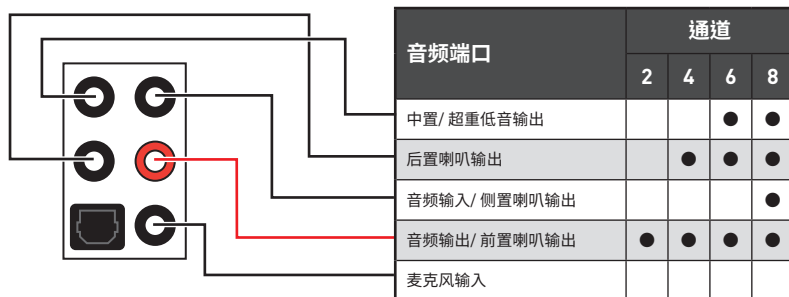 音频端口
通道
2 4 6 8
中置/ 超重低音输出 ● ●
后置喇叭输出 ● ● ●
音频输入/ 侧置喇叭输出 ●
音频输出/ 前置喇叭输出 ● ● ● ●
麦克风输入